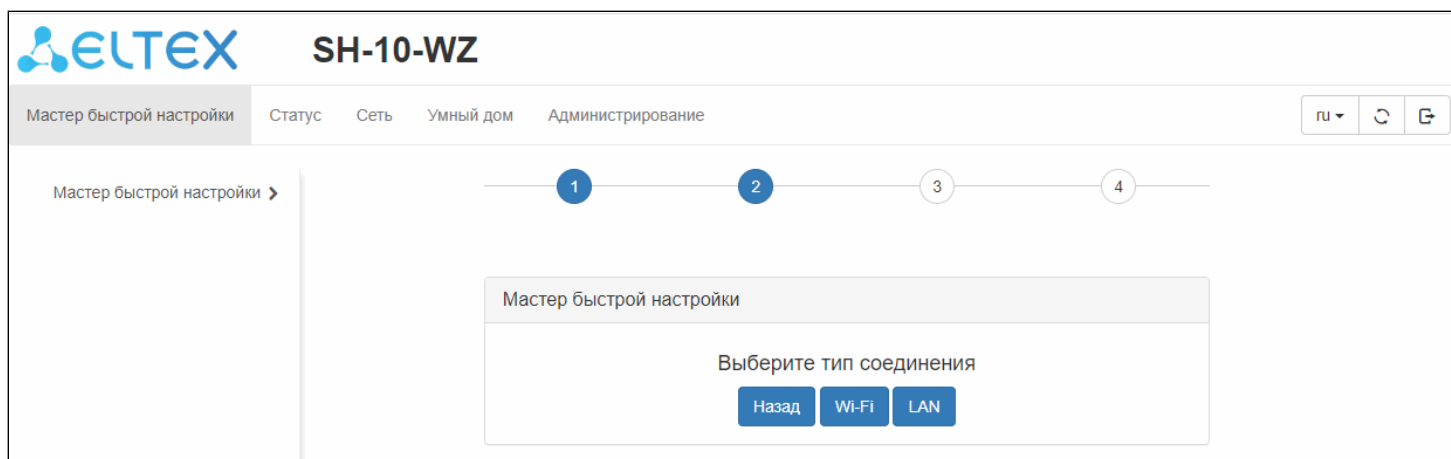 ELTEX SH-10-WZ
Мастер быстрой настройки Статус Сеть Умный дом Администрирование ru
Мастер быстрой настройки
1 2 3 4
Мастер быстрой настройки
Выберите тип соединения
Назад Wi-Fi LAN